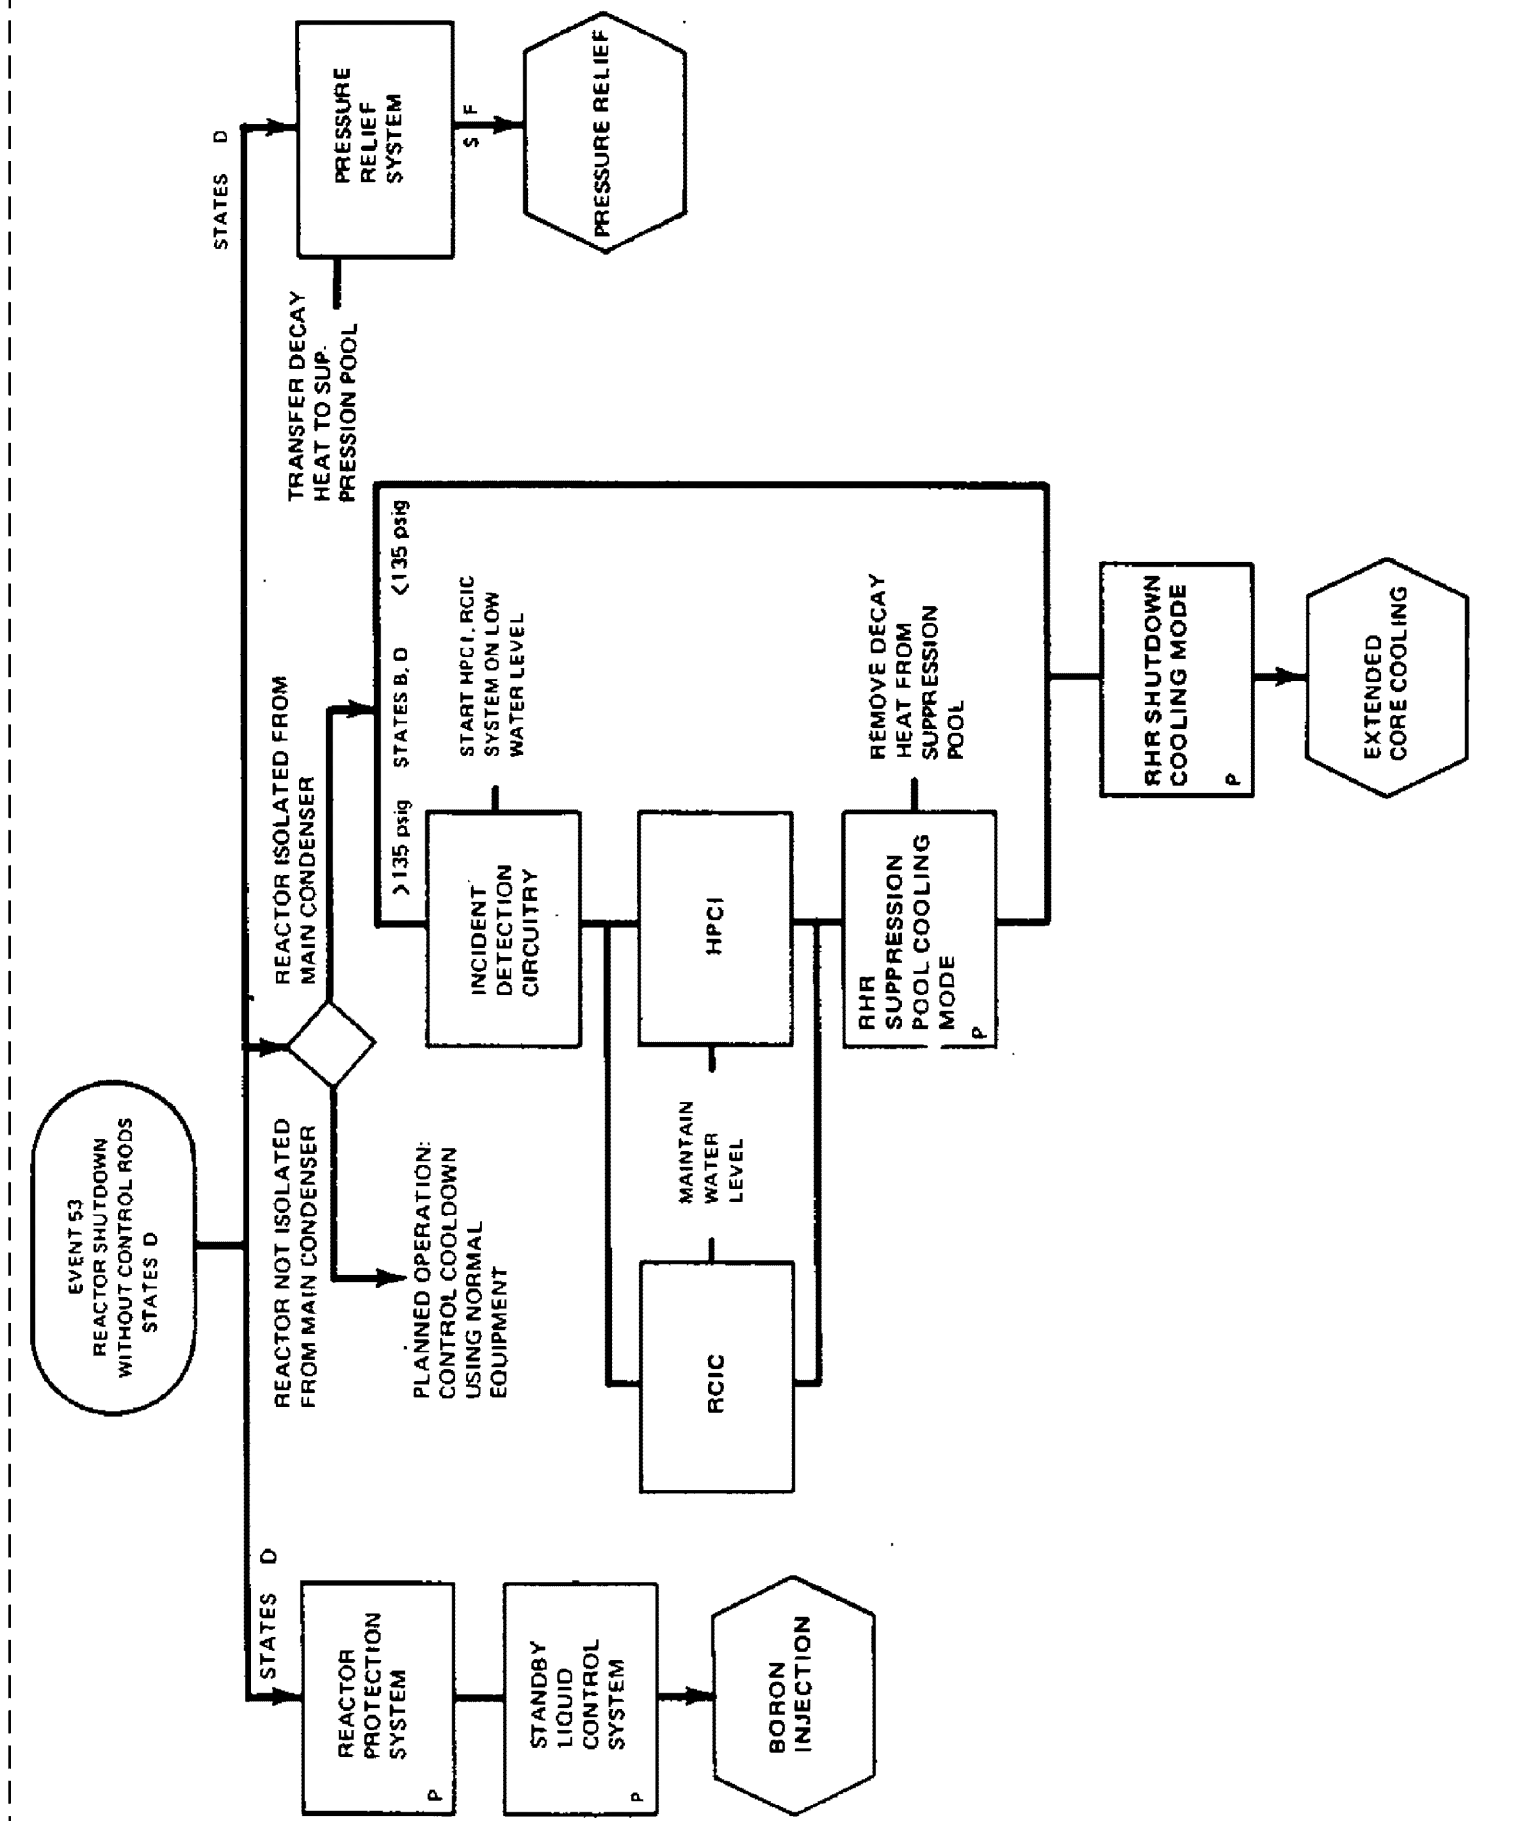 EVENT 53
REACTOR SHUTDOWN
WITHOUT CONTROL RODS
STATES D
STATES D
REACTOR
PROTECTION
SYSTEM
P
STANDBY
LIQUID
CONTROL
SYSTEM
P
BORON
INJECTION
REACTOR NOT ISOLATED
FROM MAIN CONDENSER
PLANNED OPERATION:
CONTROL COOLDOWN
USING NORMAL
EQUIPMENT
REACTOR ISOLATED FROM
MAIN CONDENSER
>135 psig STATES B, D <135 psig
INCIDENT
DETECTION
CIRCUITRY
START HPCI, RCIC
SYSTEM ON LOW
WATER LEVEL
RCIC
MAINTAIN
WATER
LEVEL
HPCI
RHR
SUPPRESSION
POOL COOLING
MODE
P
REMOVE DECAY
HEAT FROM
SUPPRESSION
POOL
RHR SHUTDOWN
COOLING MODE
P
EXTENDED
CORE COOLING
STATES D
TRANSFER DECAY
HEAT TO SUP-
PRESSION POOL
PRESSURE
RELIEF
SYSTEM
S F
PRESSURE RELIEF